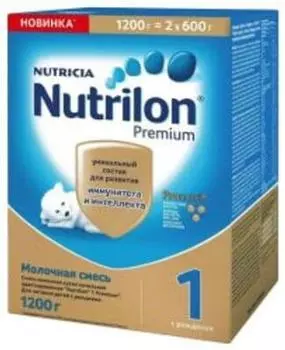 НОВИНКА*
1200 г = 2 x 600 г
NUTRICIA
Nutrilon®
Premium
уникальный
состав для развития
иммунитета
и интеллекта
Молочная смесь
1
с рождения
1200 г